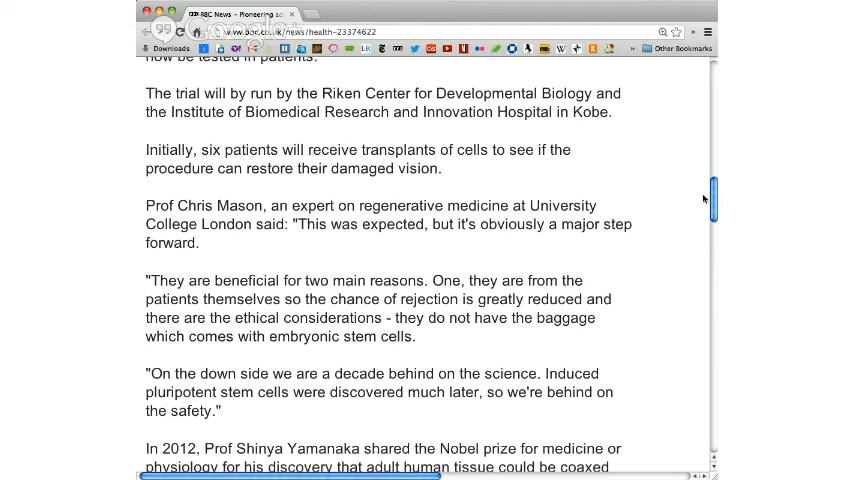 BBC News - Pioneering ad
Google+
www.bbc.co.uk/news/health-23374622
Downloads
Other Bookmarks
now be tested in patients.
The trial will by run by the Riken Center for Developmental Biology and
the Institute of Biomedical Research and Innovation Hospital in Kobe.
Initially, six patients will receive transplants of cells to see if the
procedure can restore their damaged vision.
Prof Chris Mason, an expert on regenerative medicine at University
College London said: "This was expected, but it's obviously a major step
forward.
"They are beneficial for two main reasons. One, they are from the
patients themselves so the chance of rejection is greatly reduced and
there are the ethical considerations - they do not have the baggage
which comes with embryonic stem cells.
"On the down side we are a decade behind on the science. Induced
pluripotent stem cells were discovered much later, so we're behind on
the safety."
In 2012, Prof Shinya Yamanaka shared the Nobel prize for medicine or
physiology for his discovery that adult human tissue could be coaxed